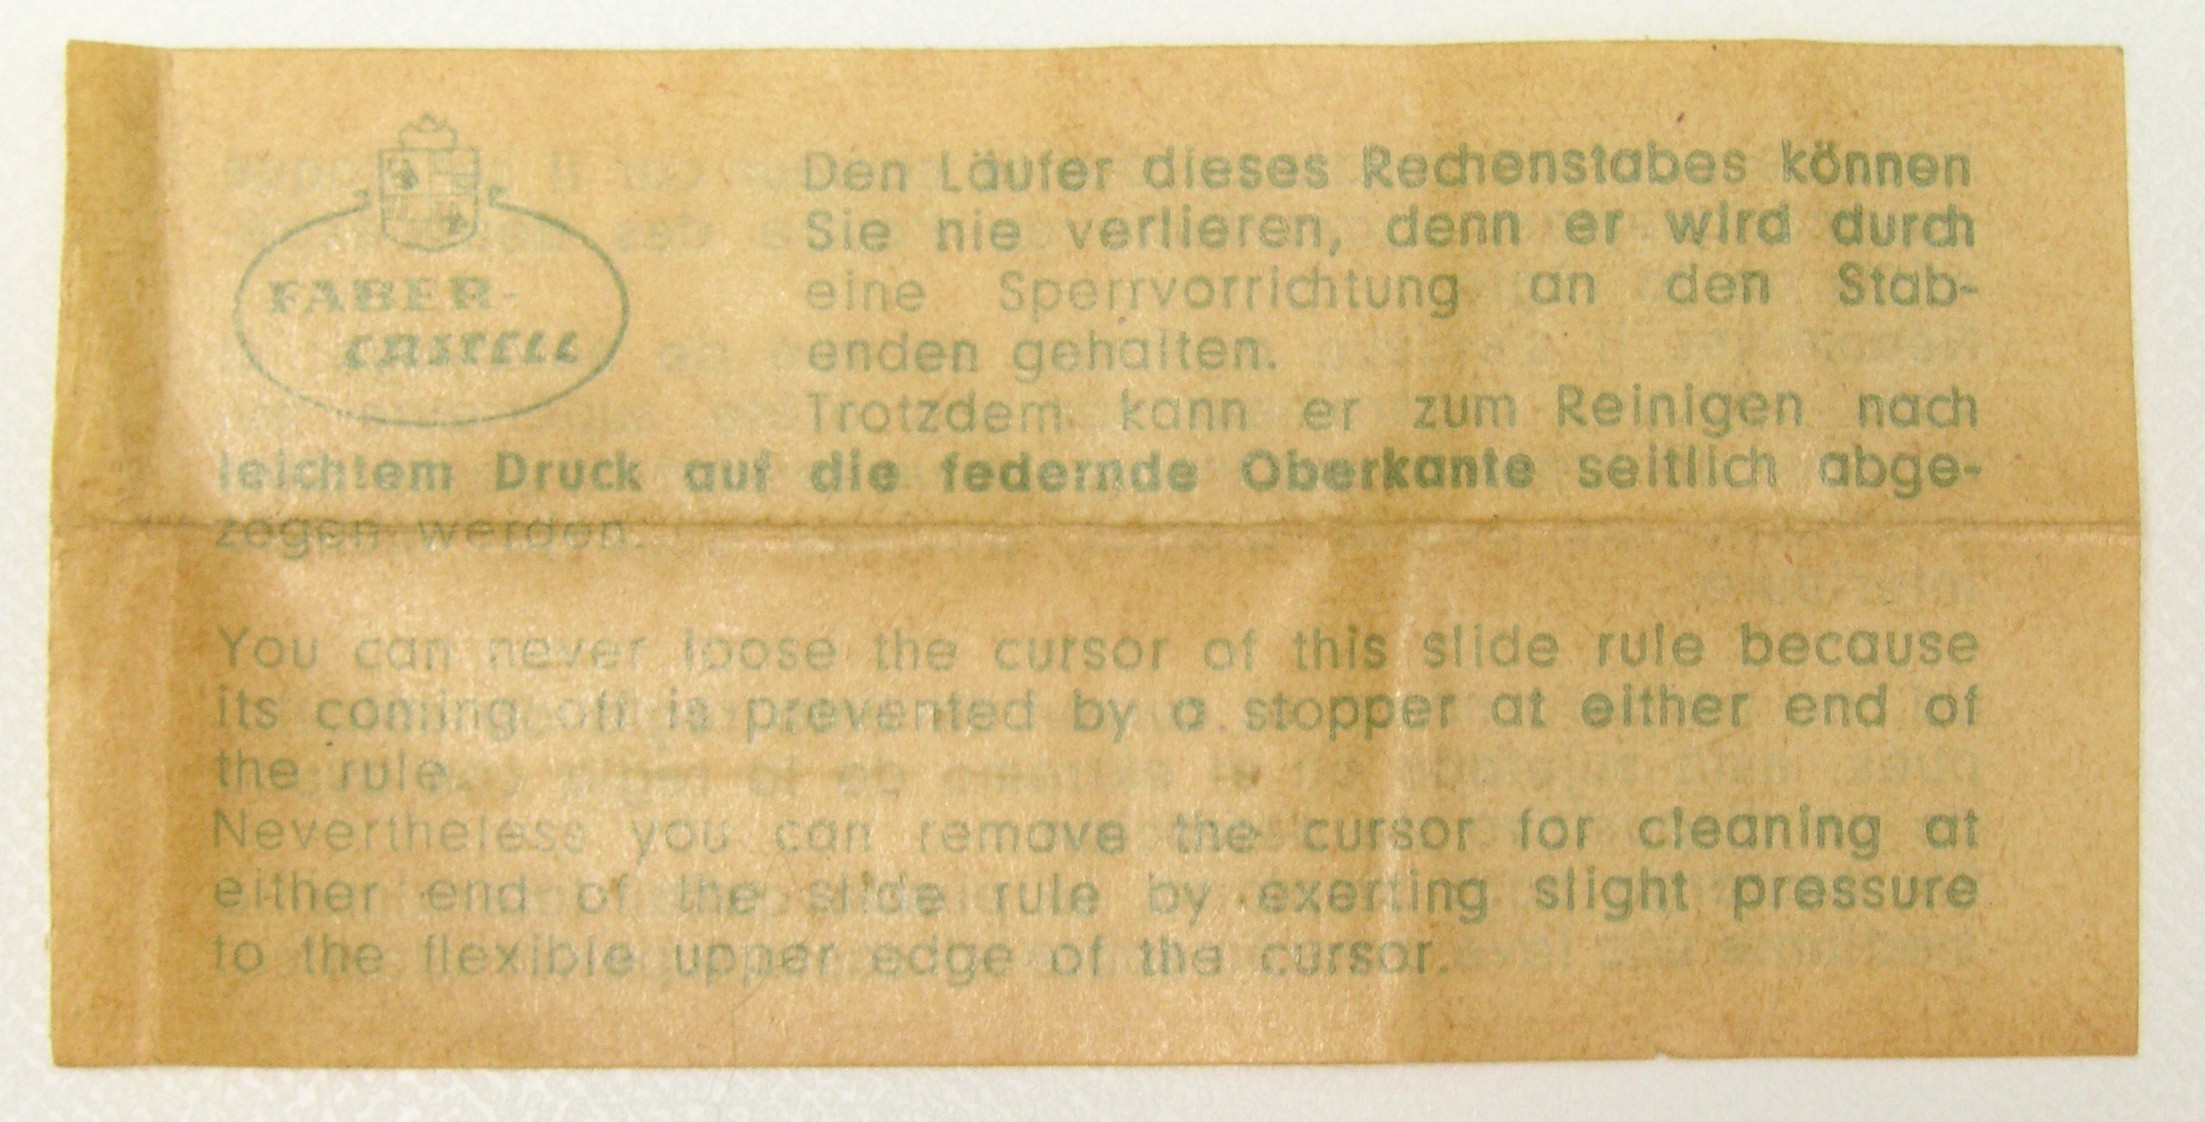 FABER-
CASTELL
Den Läufer dieses Rechenstabes können
Sie nie verlieren, denn er wird durch
eine Sperrvorrichtung an den Stab-
enden gehalten.
Trotzdem kann er zum Reinigen nach
leichtem Druck auf die federnde Oberkante seitlich abge-
zogen werden.
You can never loose the cursor of this slide rule because
its coming off is prevented by a stopper at either end of
the rule.
Nevertheless you can remove the cursor for cleaning at
either end of the slide rule by exerting slight pressure
to the flexible upper edge of the cursor.